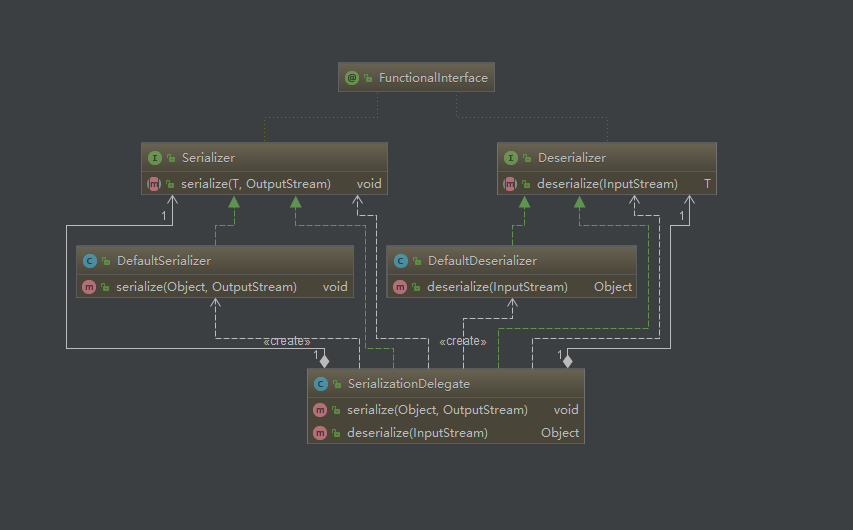 @ FunctionalInterface
I Serializer
m serialize(T, OutputStream) void
I Deserializer
m deserialize(InputStream) T
1
1
C DefaultSerializer
m serialize(Object, OutputStream) void
C DefaultDeserializer
m deserialize(InputStream) Object
«create»
«create»
1
1
C SerializationDelegate
m serialize(Object, OutputStream) void
m deserialize(InputStream) Object